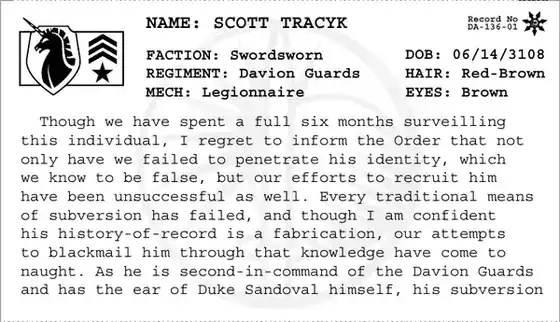 NAME: SCOTT TRACYK
Record No
DA-136-01
FACTION: Swordsworn
DOB: 06/14/3108
REGIMENT: Davion Guards
HAIR: Red-Brown
MECH: Legionnaire
EYES: Brown
Though we have spent a full six months surveilling
this individual, I regret to inform the Order that not
only have we failed to penetrate his identity, which
we know to be false, but our efforts to recruit him
have been unsuccessful as well. Every traditional means
of subversion has failed, and though I am confident
his history-of-record is a fabrication, our attempts
to blackmail him through that knowledge have come to
naught. As he is second-in-command of the Davion Guards
and has the ear of Duke Sandoval himself, his subversion